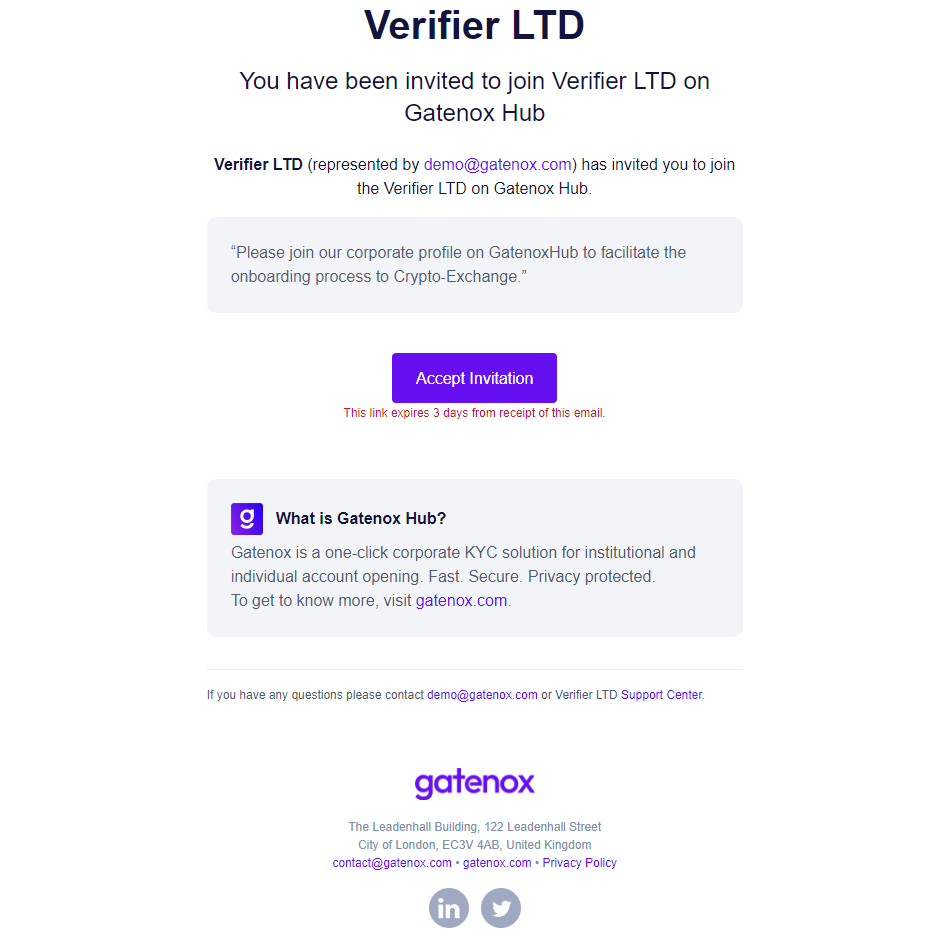 Verifier LTD
You have been invited to join Verifier LTD on
Gatenox Hub
Verifier LTD (represented by demo@gatenox.com) has invited you to join
the Verifier LTD on Gatenox Hub.
“Please join our corporate profile on GatenoxHub to facilitate the
onboarding process to Crypto-Exchange.”
Accept Invitation
This link expires 3 days from receipt of this email.
g What is Gatenox Hub?
Gatenox is a one-click corporate KYC solution for institutional and
individual account opening. Fast. Secure. Privacy protected.
To get to know more, visit gatenox.com.
If you have any questions please contact demo@gatenox.com or Verifier LTD Support Center.
gatenox
The Leadenhall Building, 122 Leadenhall Street
City of London, EC3V 4AB, United Kingdom
contact@gatenox.com • gatenox.com • Privacy Policy
in